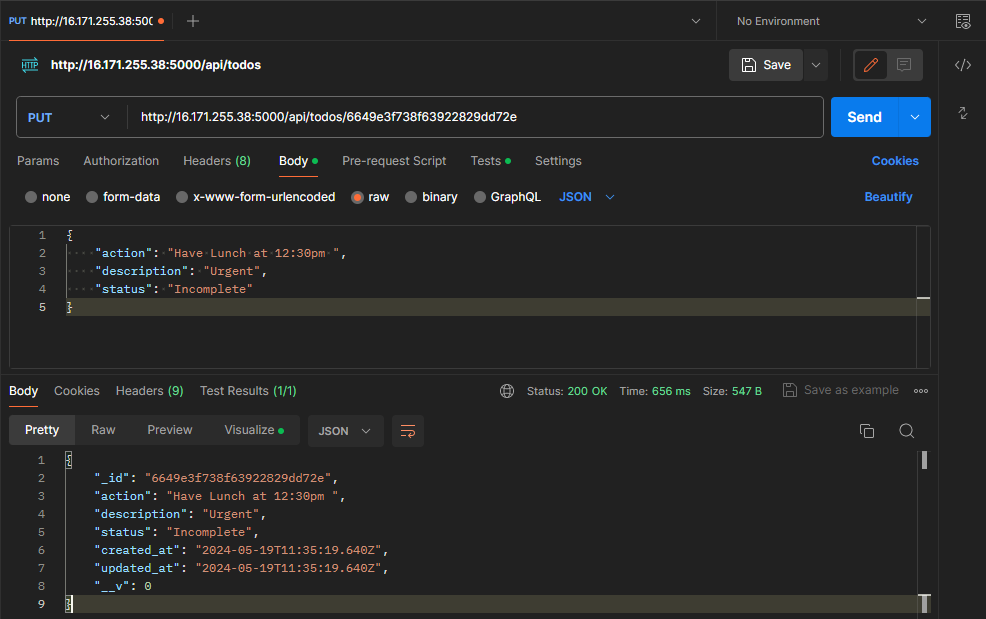 PUT http://16.171.255.38:500
No Environment
HTTP http://16.171.255.38:5000/api/todos
Save
PUT http://16.171.255.38:5000/api/todos/6649e3f738f63922829dd72e Send
Params Authorization Headers (8) Body Pre-request Script Tests Settings Cookies
none form-data x-www-form-urlencoded raw binary GraphQL JSON Beautify
1 {
2 "action": "Have Lunch at 12:30pm ",
3 "description": "Urgent",
4 "status": "Incomplete"
5 }
Body Cookies Headers (9) Test Results (1/1) Status: 200 OK Time: 656 ms Size: 547 B Save as example
Pretty Raw Preview Visualize JSON
1 {
2 "_id": "6649e3f738f63922829dd72e",
3 "action": "Have Lunch at 12:30pm ",
4 "description": "Urgent",
5 "status": "Incomplete",
6 "created_at": "2024-05-19T11:35:19.640Z",
7 "updated_at": "2024-05-19T11:35:19.640Z",
8 "__v": 0
9 }